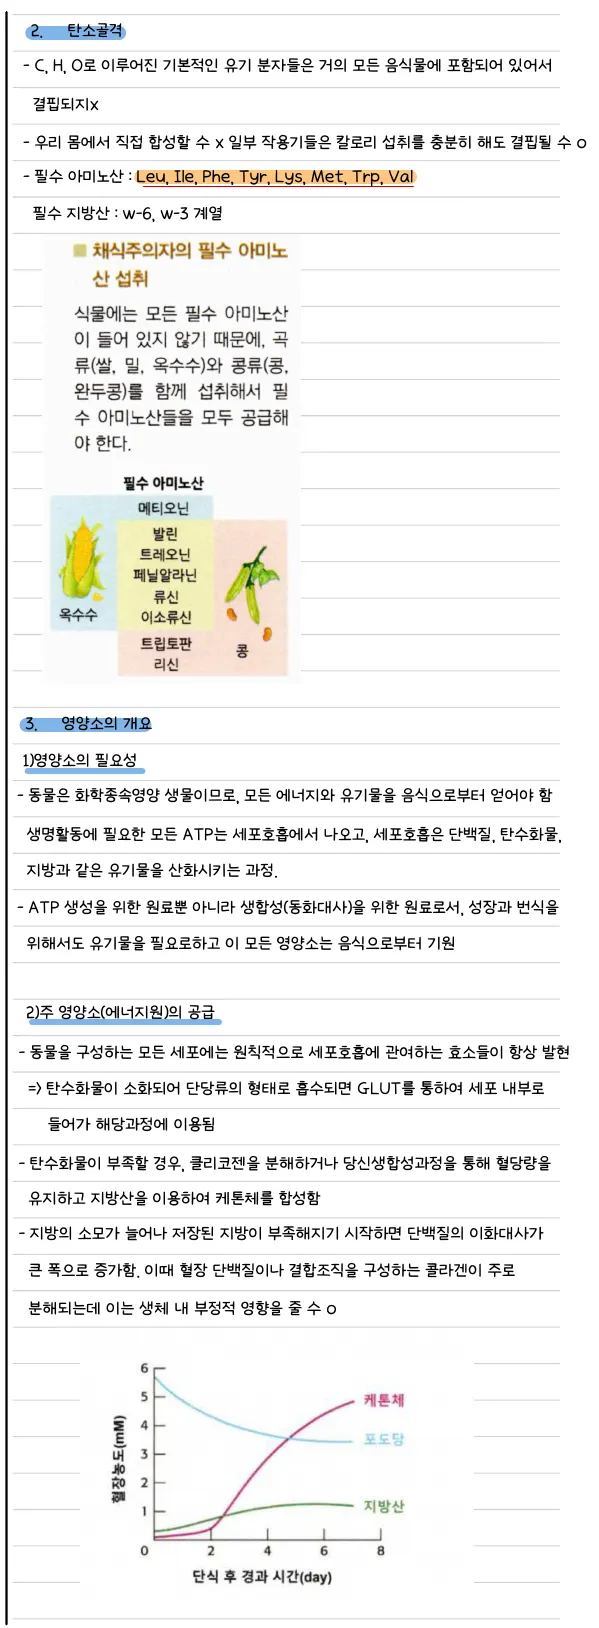 2. 탄소골격
- C, H, O로 이루어진 기본적인 유기 분자들은 거의 모든 음식물에 포함되어 있어서
결핍되지x
- 우리 몸에서 직접 합성할 수 x 일부 작용기들은 칼로리 섭취를 충분히 해도 결핍될 수 o
- 필수 아미노산 : Leu, Ile, Phe, Tyr, Lys, Met, Trp, Val
필수 지방산 : w-6, w-3 계열
채식주의자의 필수 아미노
산 섭취
식물에는 모든 필수 아미노산
이 들어 있지 않기 때문에, 곡
류(쌀, 밀, 옥수수)와 콩류(콩,
완두콩)를 함께 섭취해서 필
수 아미노산들을 모두 공급해
야 한다.
필수 아미노산
메티오닌
발린
트레오닌
페닐알라닌
류신
이소류신
옥수수
트립토판
리신
콩
3. 영양소의 개요
1)영양소의 필요성
- 동물은 화학종속영양 생물이므로, 모든 에너지와 유기물을 음식으로부터 얻어야 함
생명활동에 필요한 모든 ATP는 세포호흡에서 나오고, 세포호흡은 단백질, 탄수화물,
지방과 같은 유기물을 산화시키는 과정.
- ATP 생성을 위한 원료뿐 아니라 생합성(동화대사)을 위한 원료로서, 성장과 번식을
위해서도 유기물을 필요로하고 이 모든 영양소는 음식으로부터 기원
2)주 영양소(에너지원)의 공급
- 동물을 구성하는 모든 세포에는 원칙적으로 세포호흡에 관여하는 효소들이 항상 발현
=> 탄수화물이 소화되어 단당류의 형태로 흡수되면 GLUT를 통하여 세포 내부로
들어가 해당과정에 이용됨
- 탄수화물이 부족할 경우, 클리코젠을 분해하거나 당신생합성과정을 통해 혈당량을
유지하고 지방산을 이용하여 케톤체를 합성함
- 지방의 소모가 늘어나 저장된 지방이 부족해지기 시작하면 단백질의 이화대사가
큰 폭으로 증가함. 이때 혈장 단백질이나 결합조직을 구성하는 콜라겐이 주로
분해되는데 이는 생체 내 부정적 영향을 줄 수 o
6
5
4
3
2
1
0
2
4
6
8
혈장농도(mM)
케톤체
포도당
지방산
단식 후 경과 시간(day)